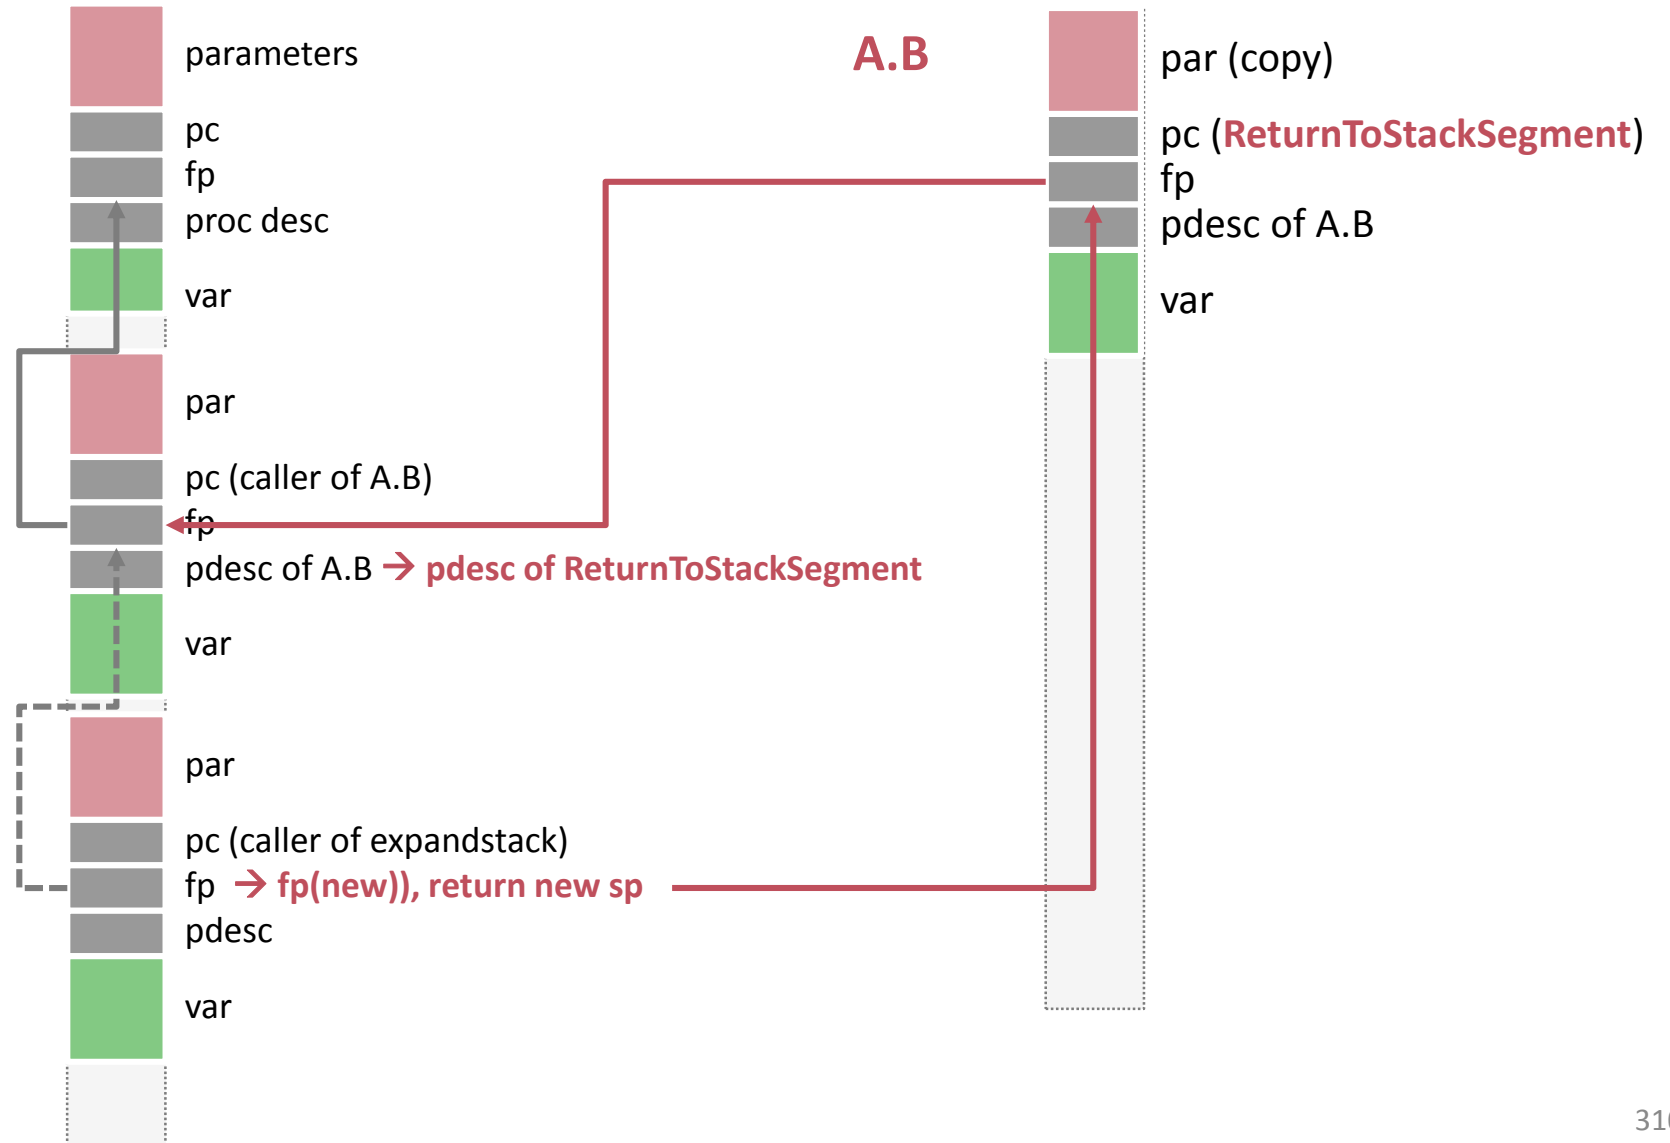 parameters
pc
fp
proc desc
var
par
pc (caller of A.B)
fp
pdesc of A.B → pdesc of ReturnToStackSegment
var
par
pc (caller of expandstack)
fp → fp(new)), return new sp
pdesc
var
A.B
par (copy)
pc (ReturnToStackSegment)
fp
pdesc of A.B
var